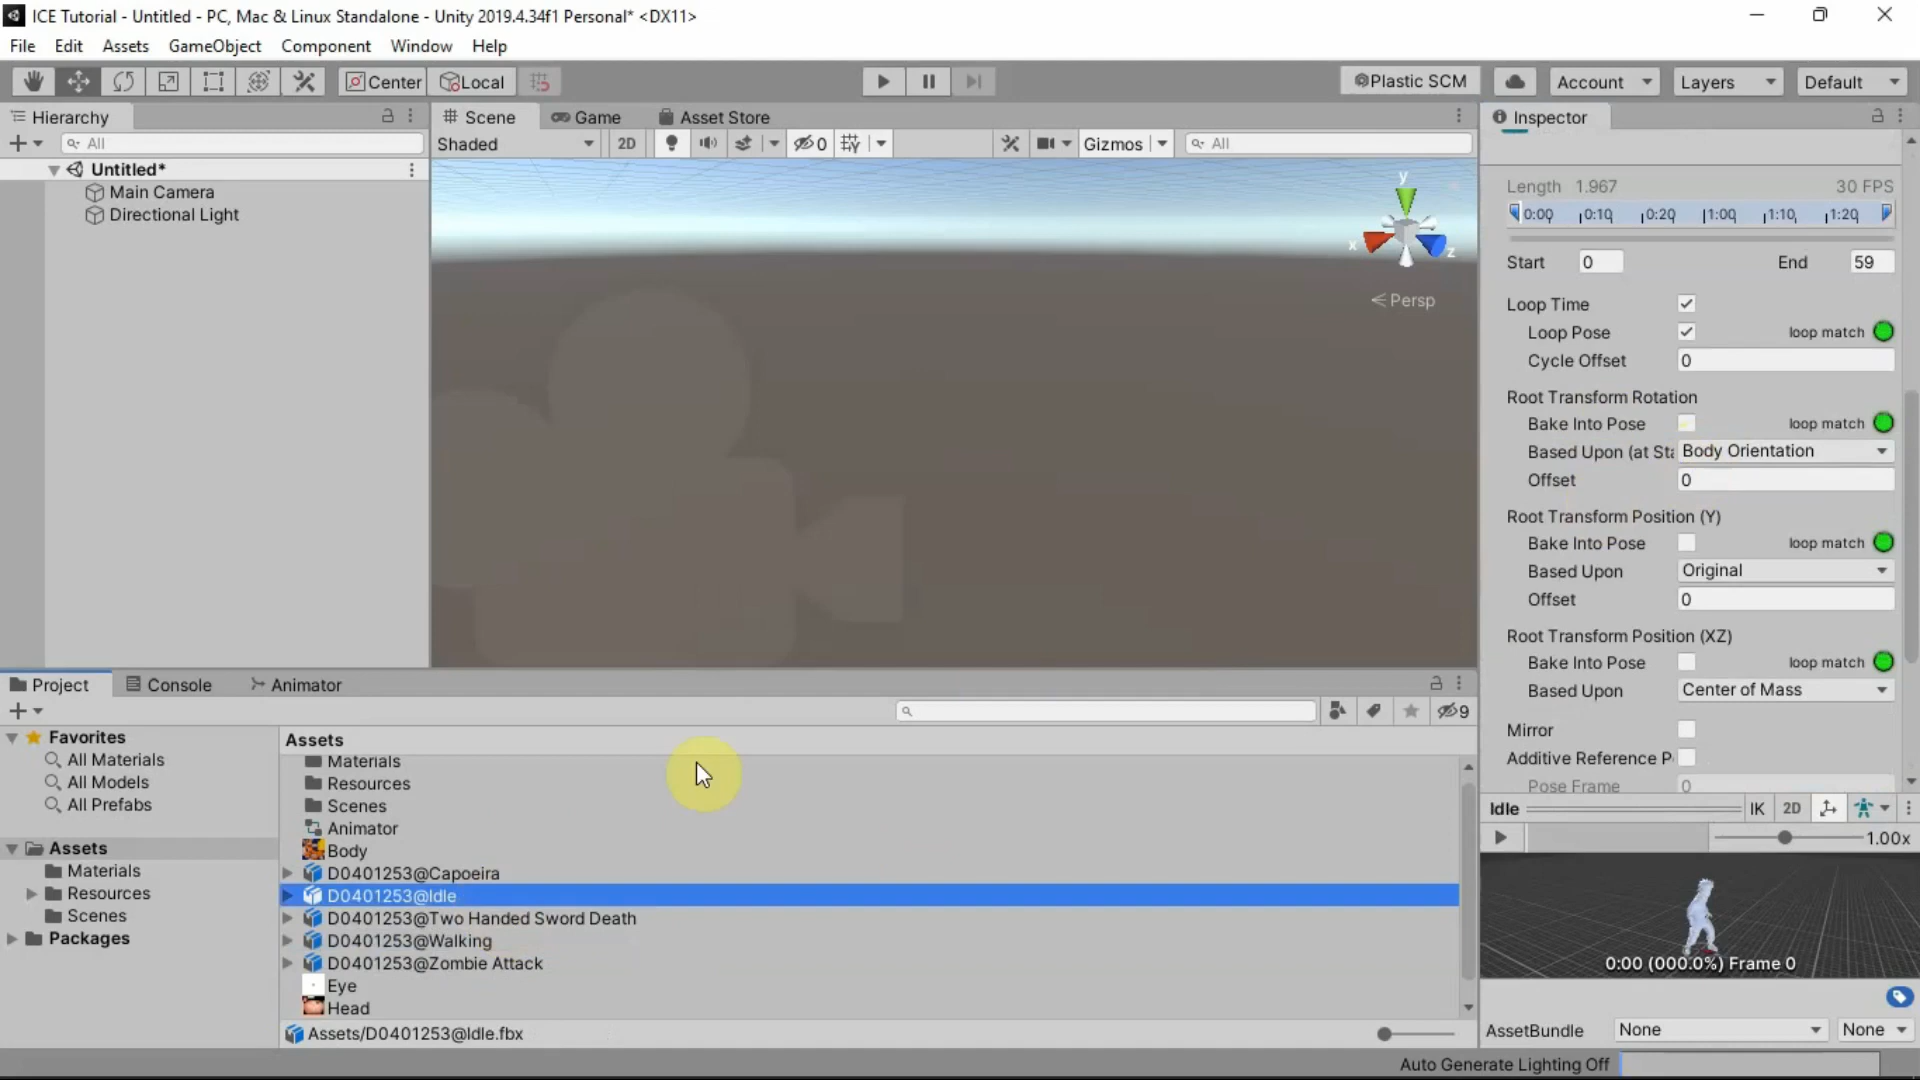 ICE Tutorial - Untitled - PC, Mac & Linux Standalone - Unity 2019.4.34f1 Personal* <DX11>
File Edit Assets GameObject Component Window Help
Center Local Plastic SCM Account Layers Default
Hierarchy
All
Untitled*
Main Camera
Directional Light
Scene Game Asset Store
Shaded 2D 0 Gizmos All
y
x
z
Persp
Inspector
Length 1.967 30 FPS
0:00 0:10 0:20 1:00 1:10 1:20
Start 0 End 59
Loop Time
Loop Pose loop match
Cycle Offset 0
Root Transform Rotation
Bake Into Pose loop match
Based Upon (at Sta Body Orientation
Offset 0
Root Transform Position (Y)
Bake Into Pose loop match
Based Upon Original
Offset 0
Root Transform Position (XZ)
Bake Into Pose loop match
Based Upon Center of Mass
Mirror
Additive Reference P
Pose Frame 0
Idle IK 2D
1.00x
0:00 (000.0%) Frame 0
AssetBundle None None
Project Console Animator
9
Favorites
All Materials
All Models
All Prefabs
Assets
Materials
Resources
Scenes
Packages
Assets
Materials
Resources
Scenes
Animator
Body
D0401253@Capoeira
D0401253@Idle
D0401253@Two Handed Sword Death
D0401253@Walking
D0401253@Zombie Attack
Eye
Head
Assets/D0401253@Idle.fbx
Auto Generate Lighting Off